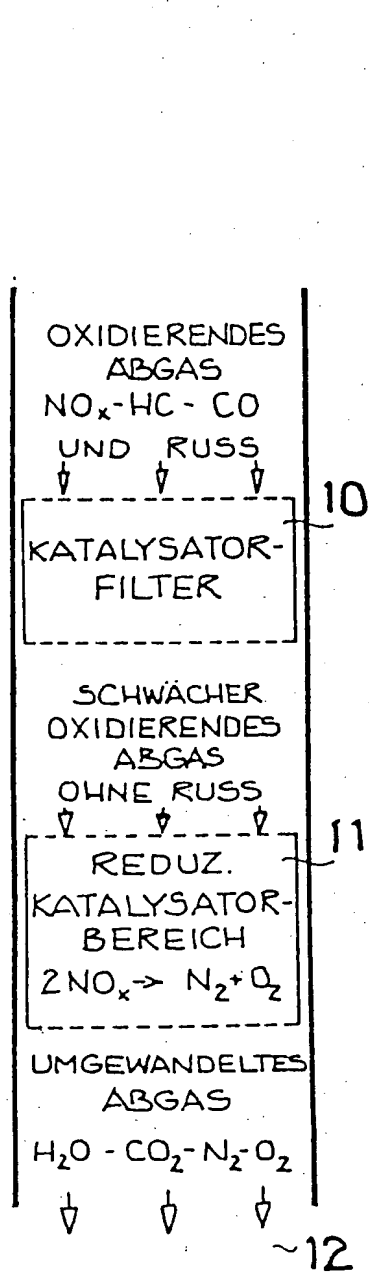 OXIDIERENDES
ABGAS
NOₓ-HC-CO
UND RUSS
10
KATALYSATOR-
FILTER
SCHWÄCHER
OXIDIERENDES
ABGAS
OHNE RUSS
11
REDUZ.
KATALYSATOR-
BEREICH
2NOₓ→ N₂+O₂
UMGEWANDELTES
ABGAS
H₂O-CO₂-N₂-O₂
~12